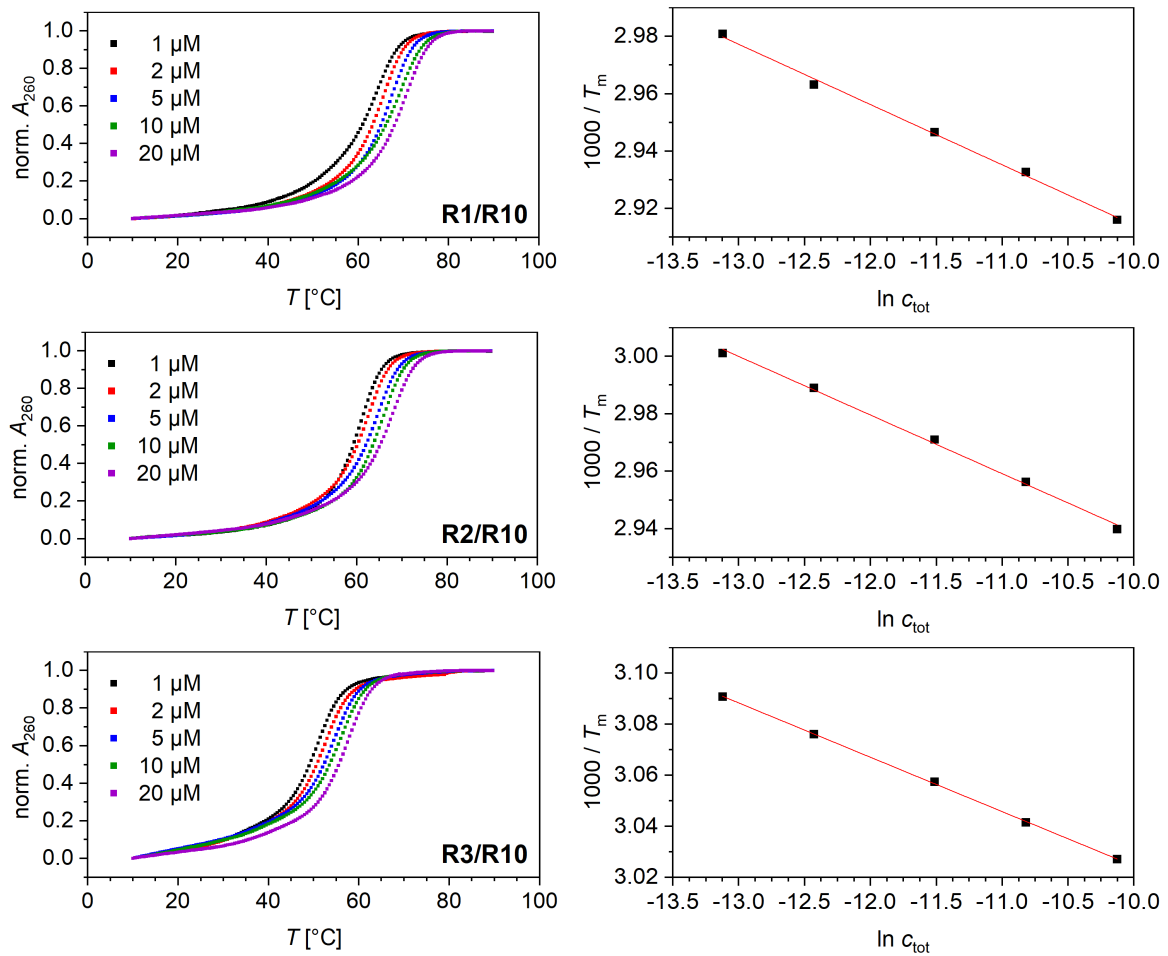 1.0
0.8
0.6
0.4
0.2
0.0
norm. A260
1 µM
2 µM
5 µM
10 µM
20 µM
R1/R10
0 20 40 60 80 100
T [°C]
2.98
2.96
2.94
2.92
1000 / Tm
-13.5 -13.0 -12.5 -12.0 -11.5 -11.0 -10.5 -10.0
ln ctot
1.0
0.8
0.6
0.4
0.2
0.0
norm. A260
1 µM
2 µM
5 µM
10 µM
20 µM
R2/R10
0 20 40 60 80 100
T [°C]
3.00
2.98
2.96
2.94
1000 / Tm
-13.5 -13.0 -12.5 -12.0 -11.5 -11.0 -10.5 -10.0
ln ctot
1.0
0.8
0.6
0.4
0.2
0.0
norm. A260
1 µM
2 µM
5 µM
10 µM
20 µM
R3/R10
0 20 40 60 80 100
T [°C]
3.10
3.08
3.06
3.04
3.02
1000 / Tm
-13.5 -13.0 -12.5 -12.0 -11.5 -11.0 -10.5 -10.0
ln ctot